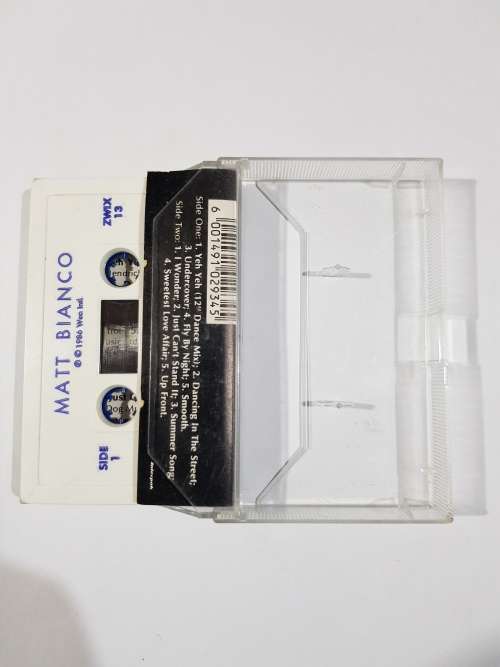 MATT BIANCO
℗ © 1986 Wea Intl.
ZWIX
13
SIDE
1
6 001491 029345
Side One: 1. Yeh Yeh (12" Dance Mix); 2. Dancing In The Street;
3. Undercover; 4. Fly By Night; 5. Smooth.
Side Two: 1. I Wonder; 2. Just Can't Stand It; 3. Summer Song;
4. Sweetest Love Affair; 5. Up Front.